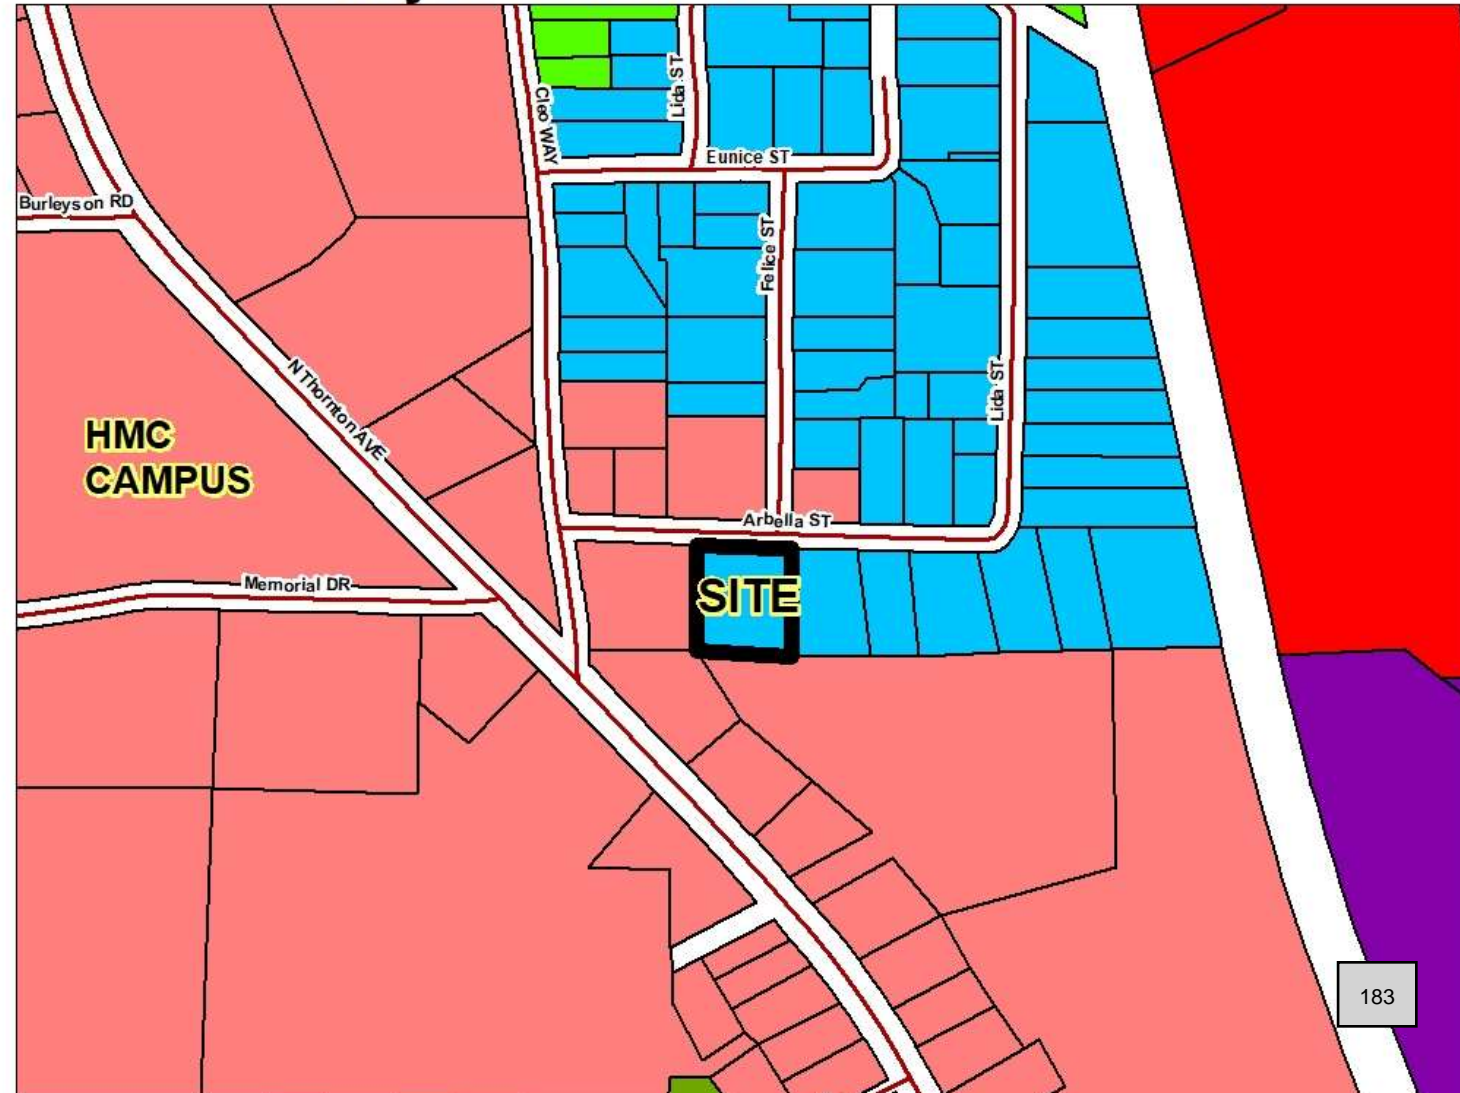 Lida ST
Cleo WAY
Eunice ST
Burleyson RD
Felice ST
N Thornton AVE
Lida ST
HMC
CAMPUS
Arbella ST
Memorial DR
SITE
183